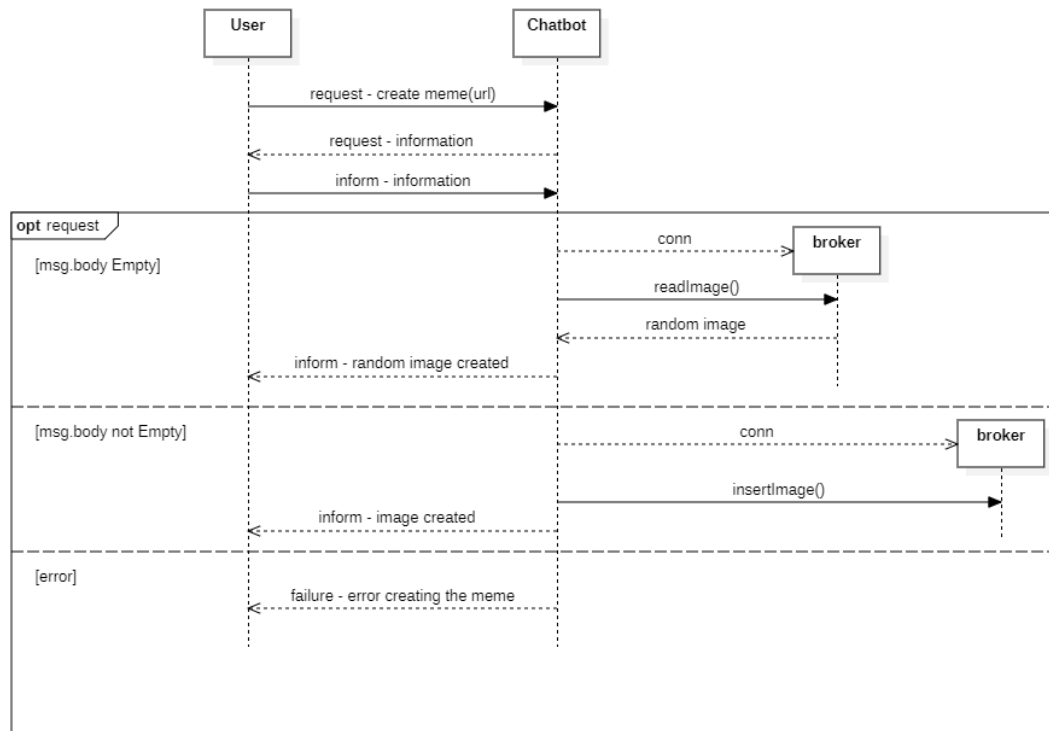 User
Chatbot
request - create meme(url)
request - information
inform - information
opt request
conn
broker
[msg.body Empty]
readImage()
random image
inform - random image created
[msg.body not Empty]
conn
broker
insertImage()
inform - image created
[error]
failure - error creating the meme